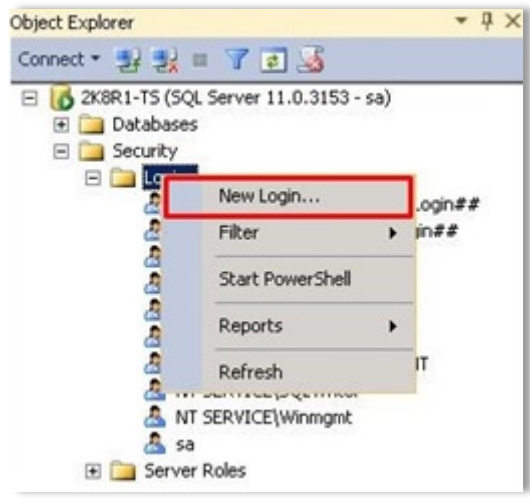 Object Explorer
Connect
2K8R1-TS (SQL Server 11.0.3153 - sa)
Databases
Security
New Login...
.ogin##
Filter
in##
Start PowerShell
Reports
Refresh
IT
NT SERVICE\Winmgmt
sa
Server Roles